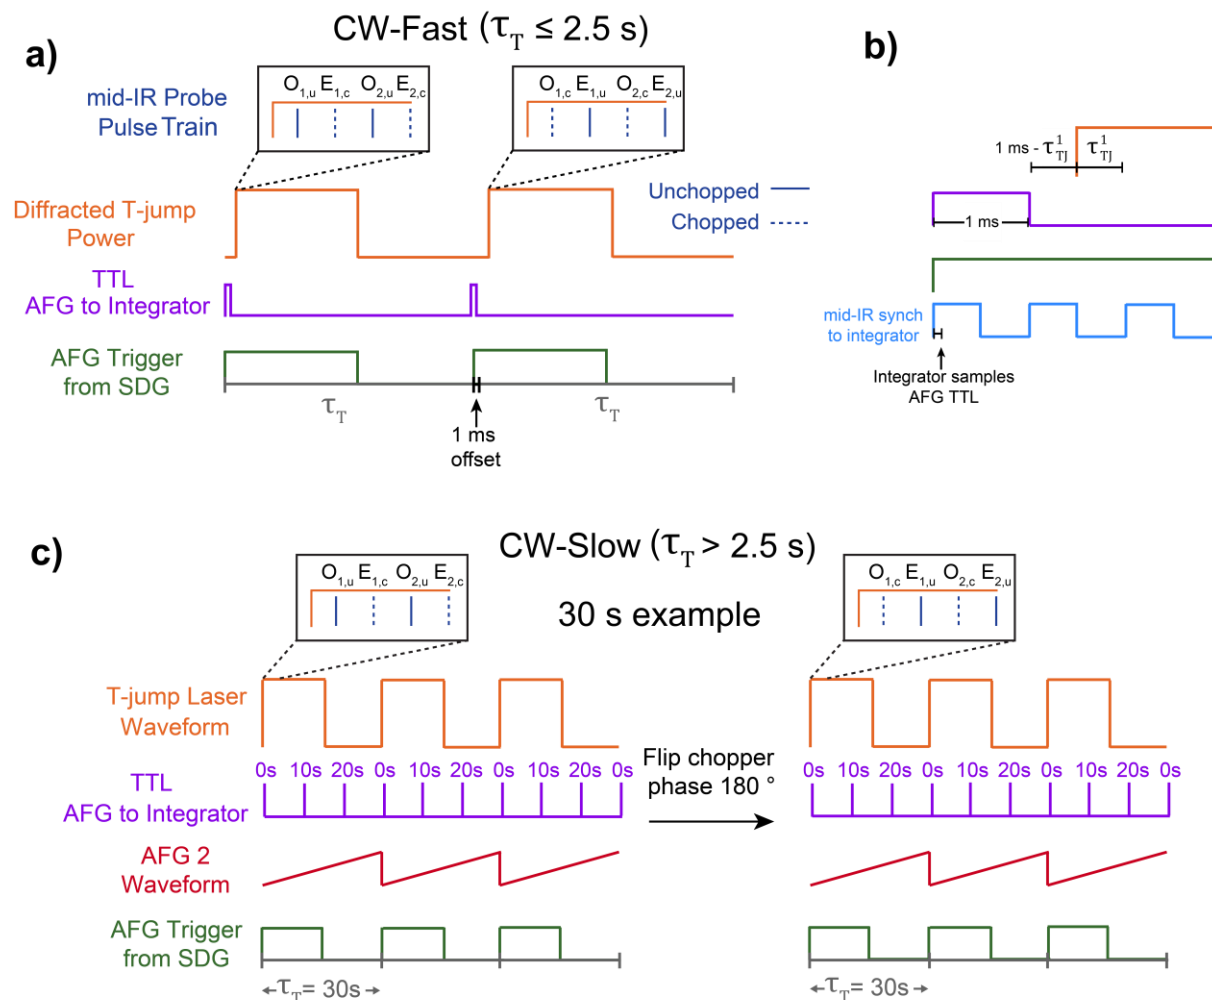 a)
CW-Fast (τT ≤ 2.5 s)
b)
mid-IR Probe
Pulse Train
O1,u E1,c O2,u E2,c
O1,c E1,u O2,c E2,u
Unchopped
Chopped
Diffracted T-jump
Power
TTL
AFG to Integrator
AFG Trigger
from SDG
τT
τT
1 ms
offset
1 ms - τ1TJ τ1TJ
1 ms
mid-IR synch
to integrator
Integrator samples
AFG TTL
c)
CW-Slow (τT > 2.5 s)
30 s example
O1,u E1,c O2,u E2,c
O1,c E1,u O2,c E2,u
T-jump Laser
Waveform
TTL
AFG to Integrator
0s 10s 20s 0s 10s 20s 0s 10s 20s 0s
Flip chopper
phase 180 °
0s 10s 20s 0s 10s 20s 0s 10s 20s 0s
AFG 2
Waveform
AFG Trigger
from SDG
τT= 30s
τT= 30s